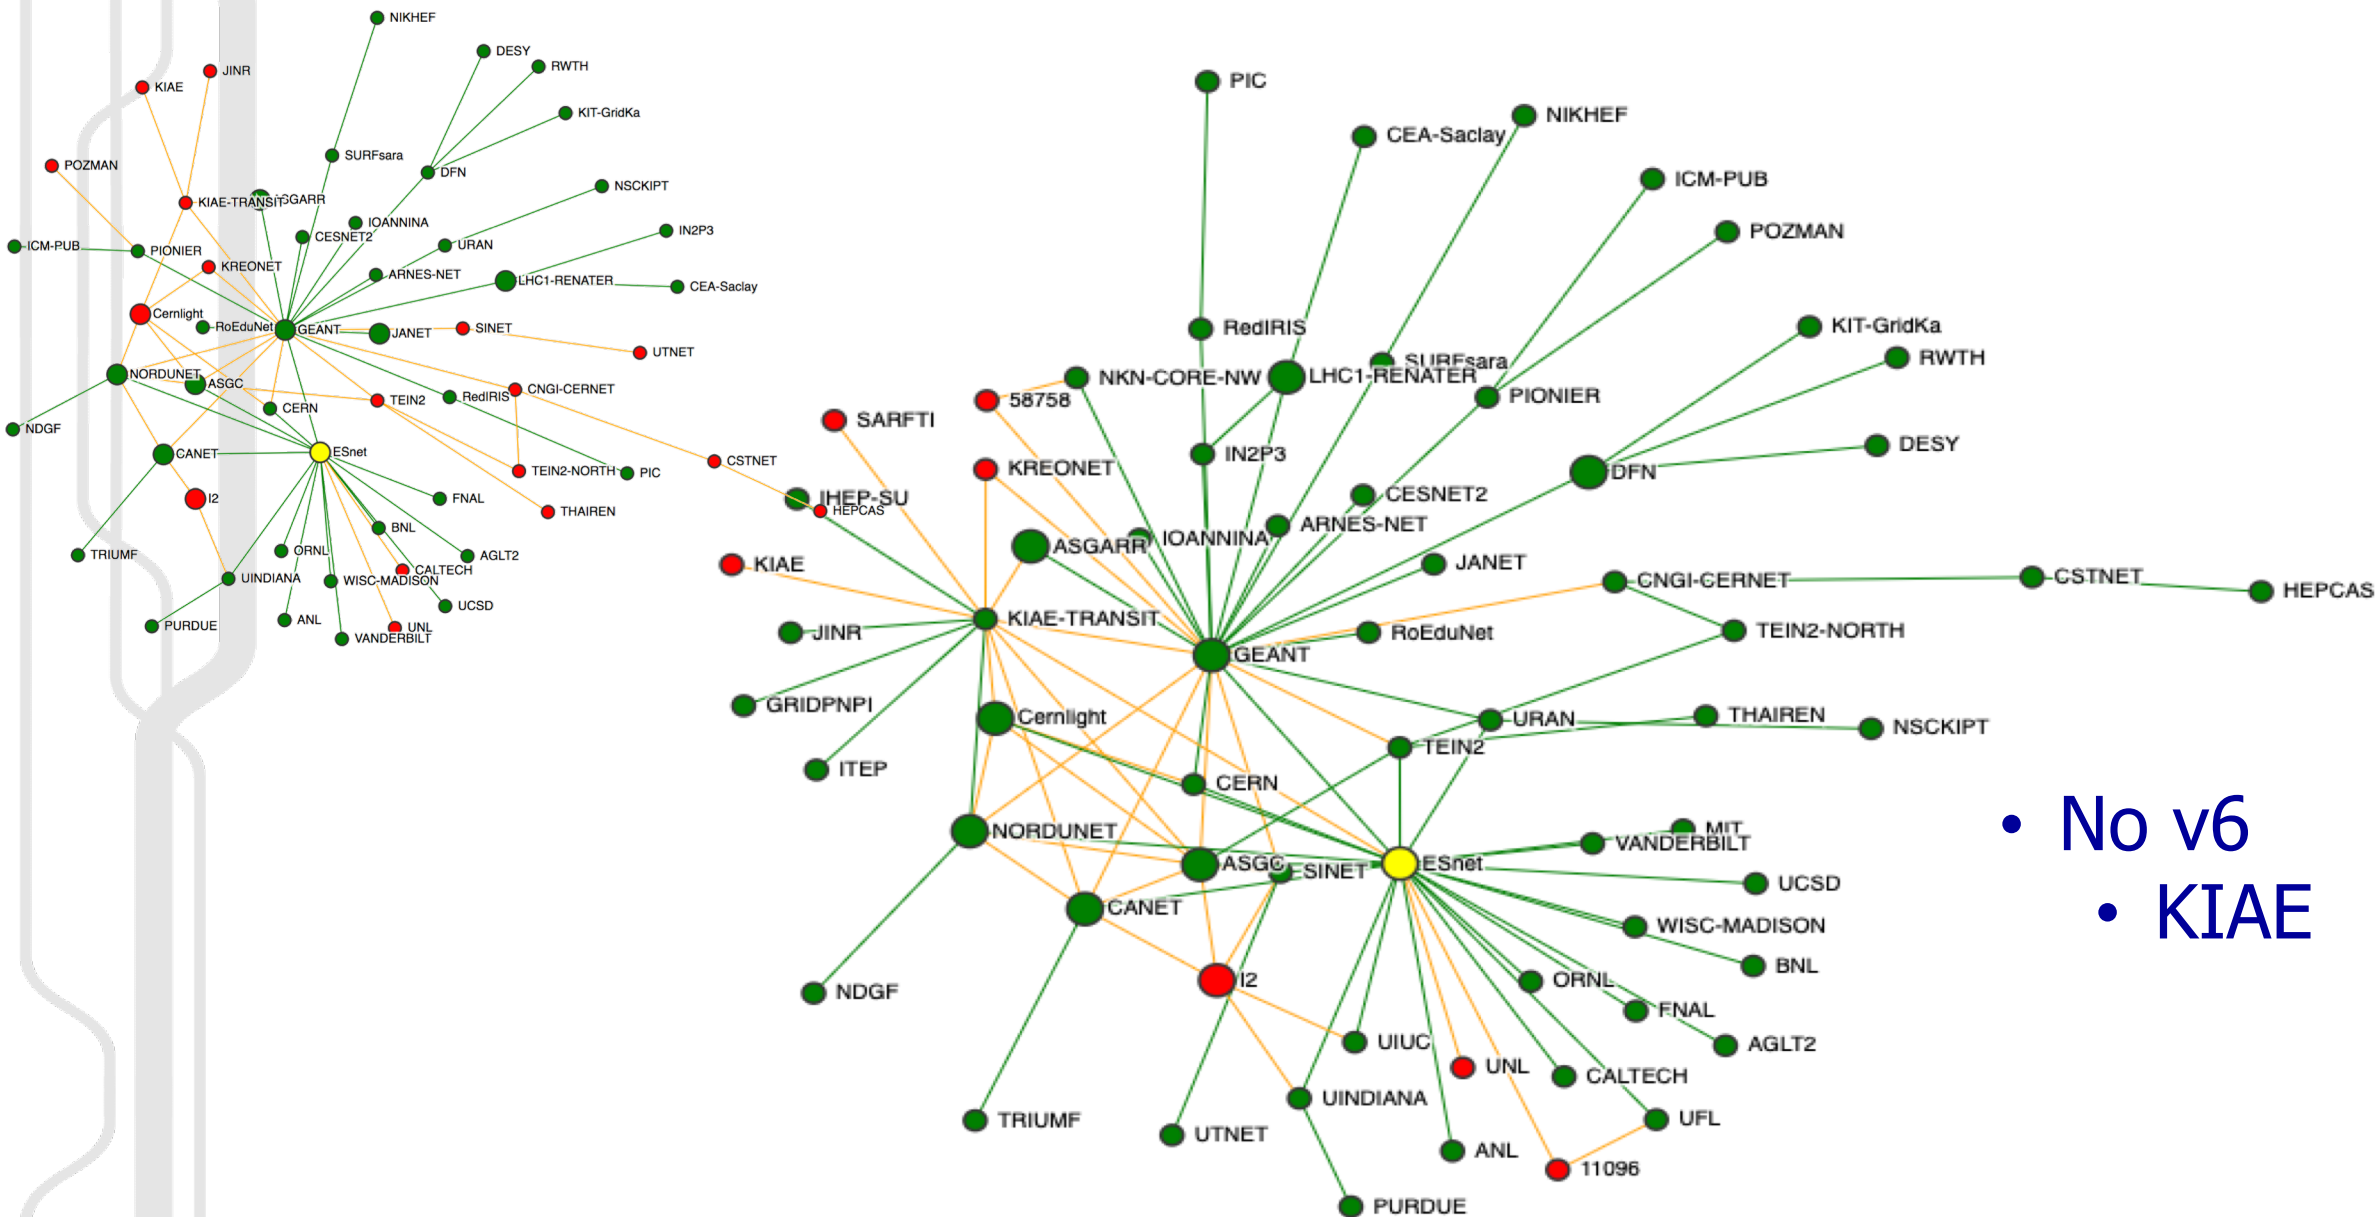 NIKHEF
DESY
RWTH
JINR
KIAE
KIT-GridKa
SURFsara
POZMAN
DFN
NSCKIPT
KIAE-TRANSIT
ASGARR
IOANNINA
IN2P3
CESNET2
URAN
ICM-PUB
PIONIER
KREONET
ARNES-NET
LHC1-RENATER
CEA-Saclay
Cernlight
RoEduNet
GEANT
JANET
SINET
UTNET
NORDUNET
ASGC
CNGI-CERNET
TEIN2
RedIRIS
CERN
NDGF
CANET
ESnet
CSTNET
TEIN2-NORTH
PIC
I2
FNAL
THAIREN
HEPCAS
BNL
TRIUMF
ORNL
AGLT2
CALTECH
UINDIANA
WISC-MADISON
UCSD
PURDUE
ANL
UNL
VANDERBILT
PIC
NIKHEF
CEA-Saclay
ICM-PUB
POZMAN
KIT-GridKa
RedIRIS
RWTH
SURFsara
NKN-CORE-NW
LHC1-RENATER
PIONIER
58758
SARFTI
DESY
IN2P3
KREONET
DFN
CESNET2
IHEP-SU
ARNES-NET
IOANNINA
ASGARR
KIAE
JANET
CNGI-CERNET
CSTNET
HEPCAS
KIAE-TRANSIT
JINR
RoEduNet
TEIN2-NORTH
GEANT
GRIDPNPI
Cernlight
URAN
THAIREN
NSCKIPT
TEIN2
ITEP
CERN
NORDUNET
MIT
VANDERBILT
ASGC
SINET
ESnet
UCSD
CANET
WISC-MADISON
BNL
I2
ORNL
NDGF
FNAL
UIUC
AGLT2
UNL
CALTECH
UINDIANA
TRIUMF
UFL
UTNET
ANL
11096
PURDUE
• No v6
• KIAE